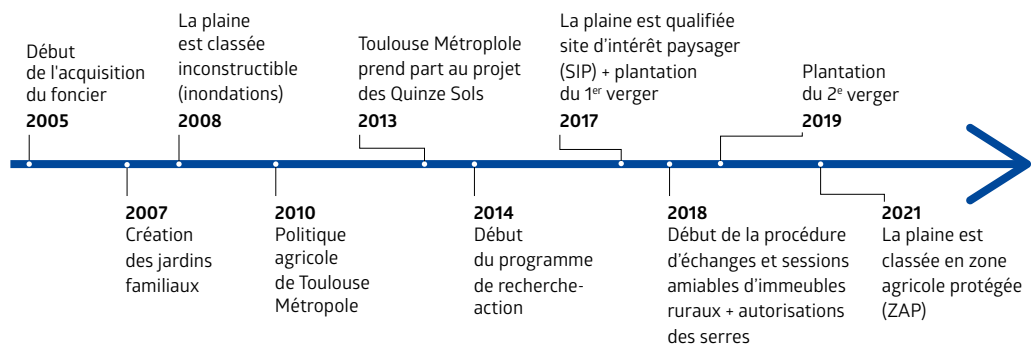 Début
de l'acquisition
du foncier
2005
La plaine
est classée
inconstructible
(inondations)
2008
Toulouse Métroplole
prend part au projet
des Quinze Sols
2013
La plaine est qualifiée
site d'intérêt paysager
(SIP) + plantation
du 1er verger
2017
Plantation
du 2e verger
2019
2007
Création
des jardins
familiaux
2010
Politique
agricole
de Toulouse
Métropole
2014
Début
du programme
de recherche-
action
2018
Début de la procédure
d'échanges et sessions
amiables d'immeubles
ruraux + autorisations
des serres
2021
La plaine est
classée en zone
agricole protégée
(ZAP)